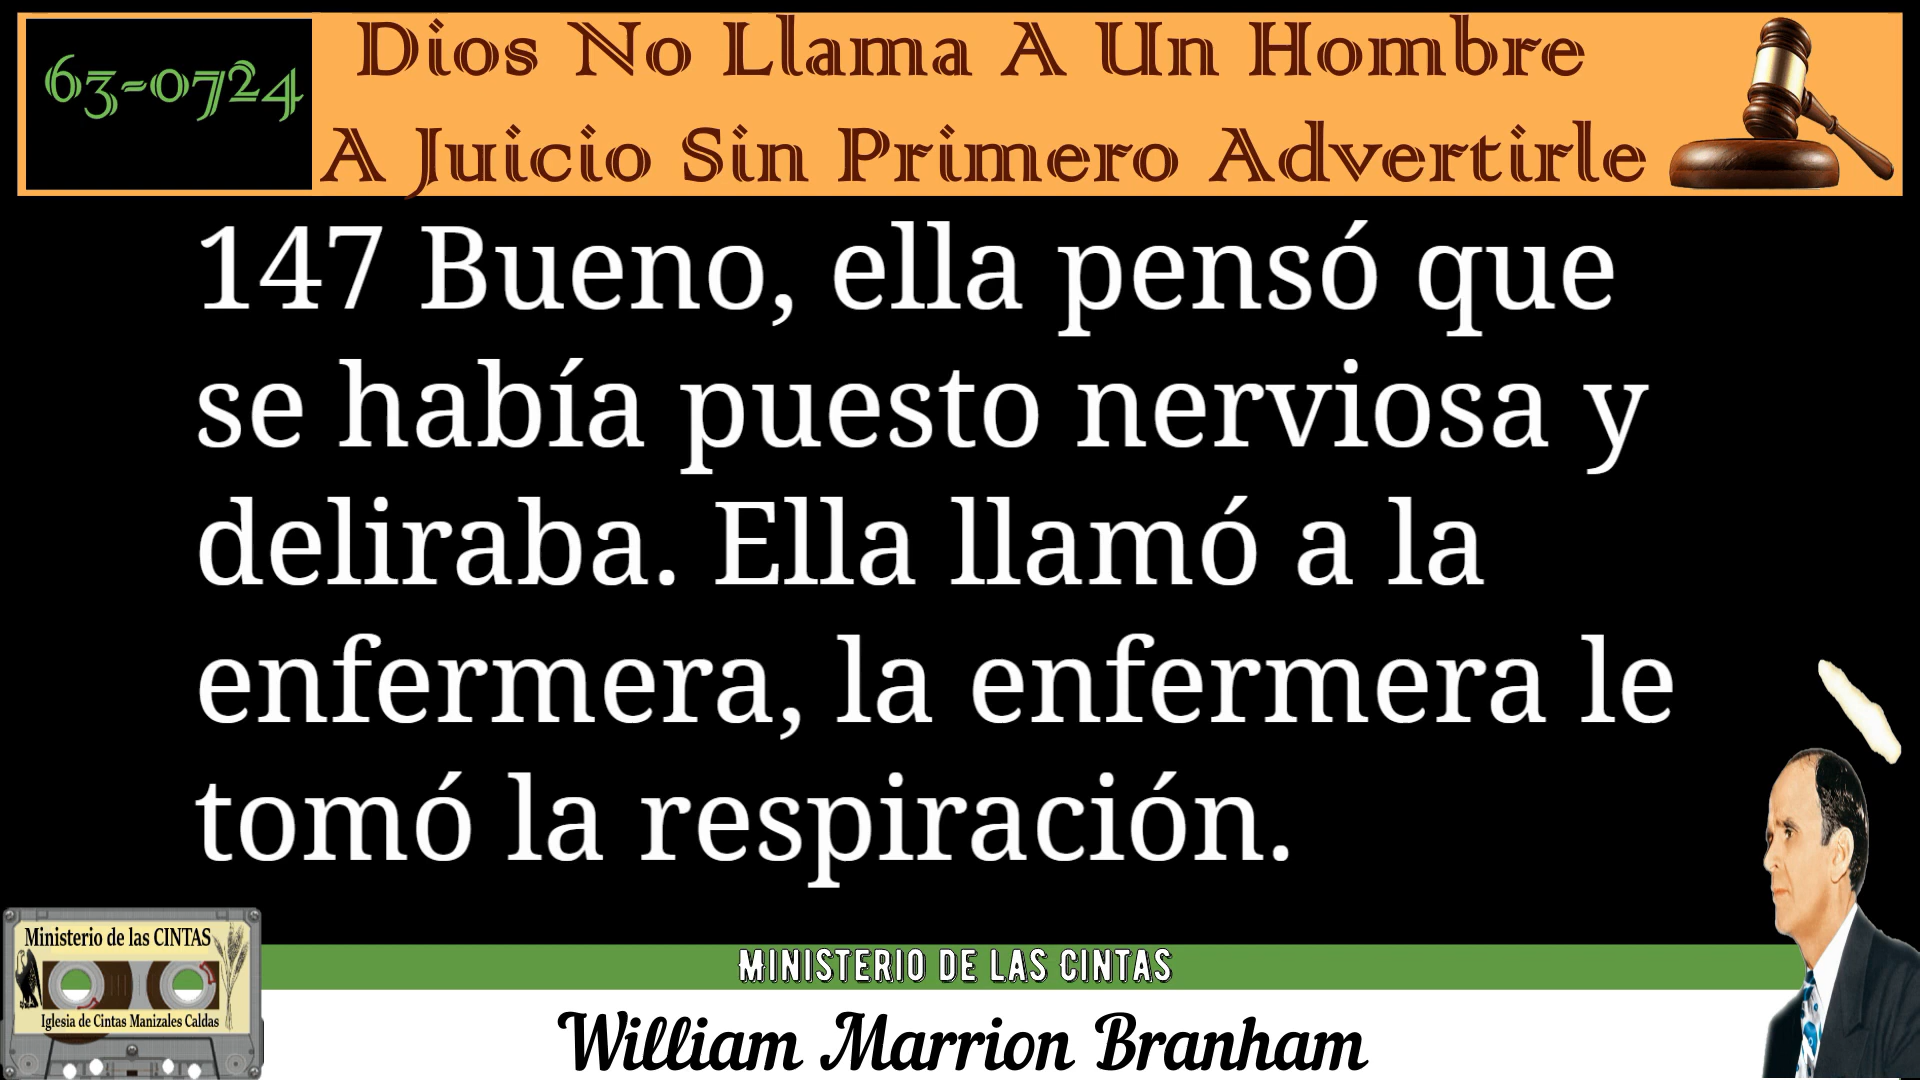 63-0724
Dios No Llama A Un Hombre
A Juicio Sin Primero Advertirle
147 Bueno, ella pensó que
se había puesto nerviosa y
deliraba. Ella llamó a la
enfermera, la enfermera le
tomó la respiración.
Ministerio de las CINTAS
Iglesia de Cintas Manizales Caldas
MINISTERIO DE LAS CINTAS
William Marrion Branham